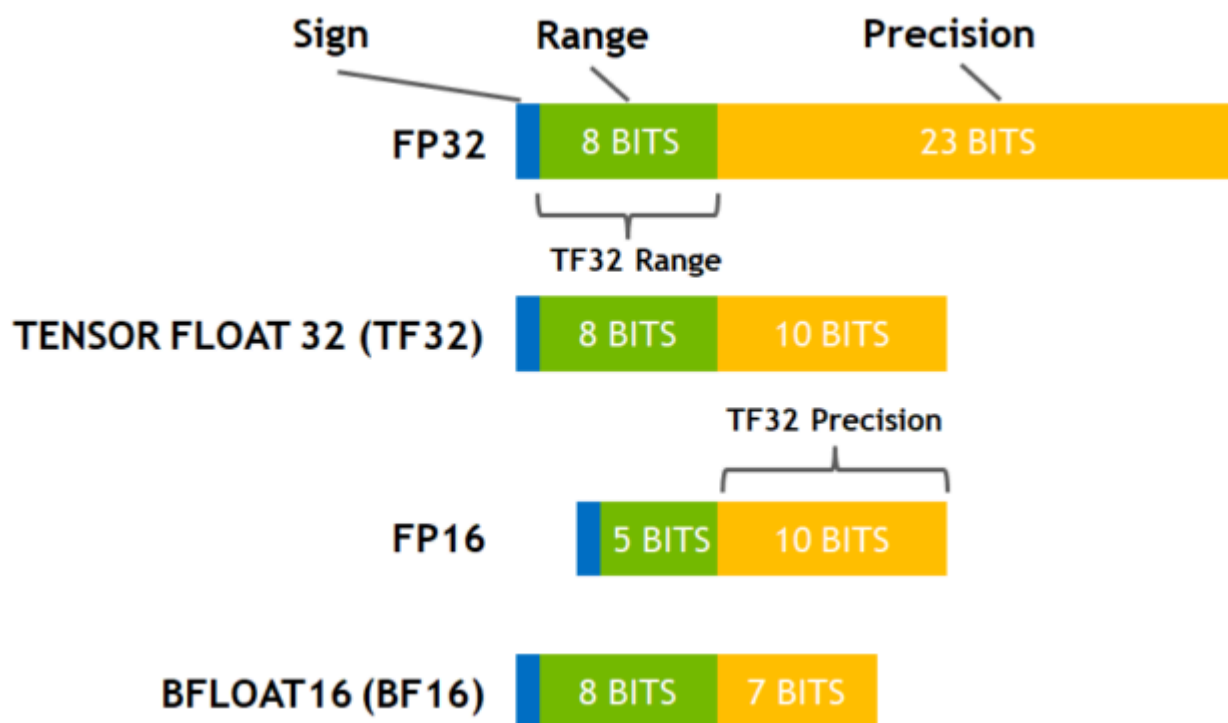 Sign Range Precision
FP32 8 BITS 23 BITS
TF32 Range
TENSOR FLOAT 32 (TF32) 8 BITS 10 BITS
TF32 Precision
FP16 5 BITS 10 BITS
BFLOAT16 (BF16) 8 BITS 7 BITS